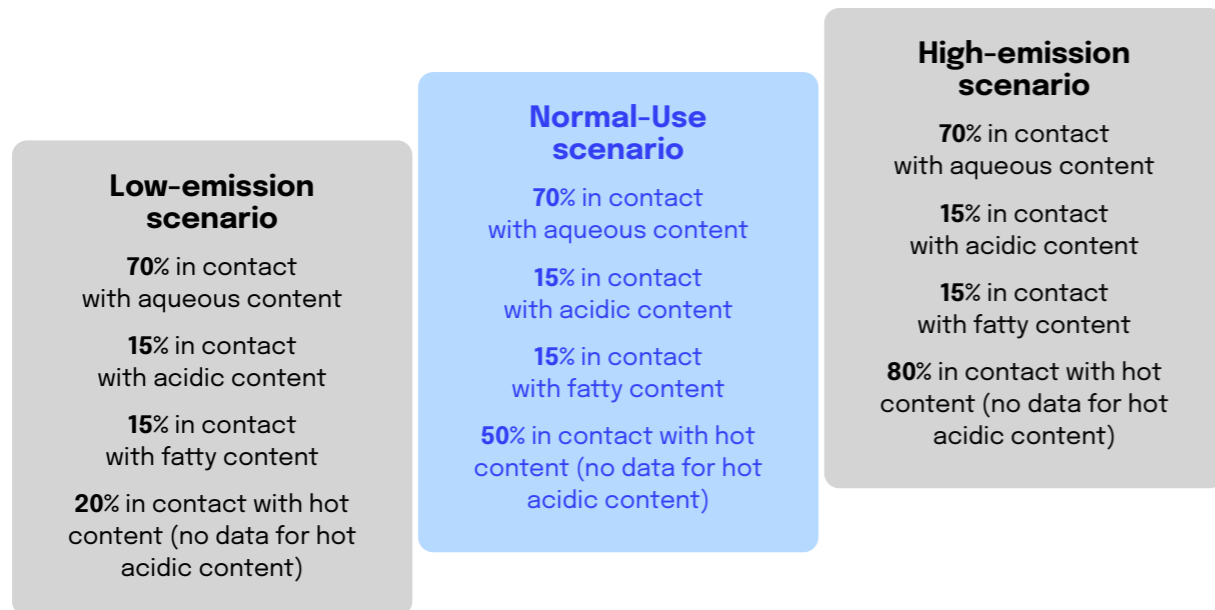 Low-emission
scenario
70% in contact
with aqueous content
15% in contact
with acidic content
15% in contact
with fatty content
20% in contact with hot
content (no data for hot
acidic content)
Normal-Use
scenario
70% in contact
with aqueous content
15% in contact
with acidic content
15% in contact
with fatty content
50% in contact with hot
content (no data for hot
acidic content)
High-emission
scenario
70% in contact
with aqueous content
15% in contact
with acidic content
15% in contact
with fatty content
80% in contact with hot
content (no data for hot
acidic content)